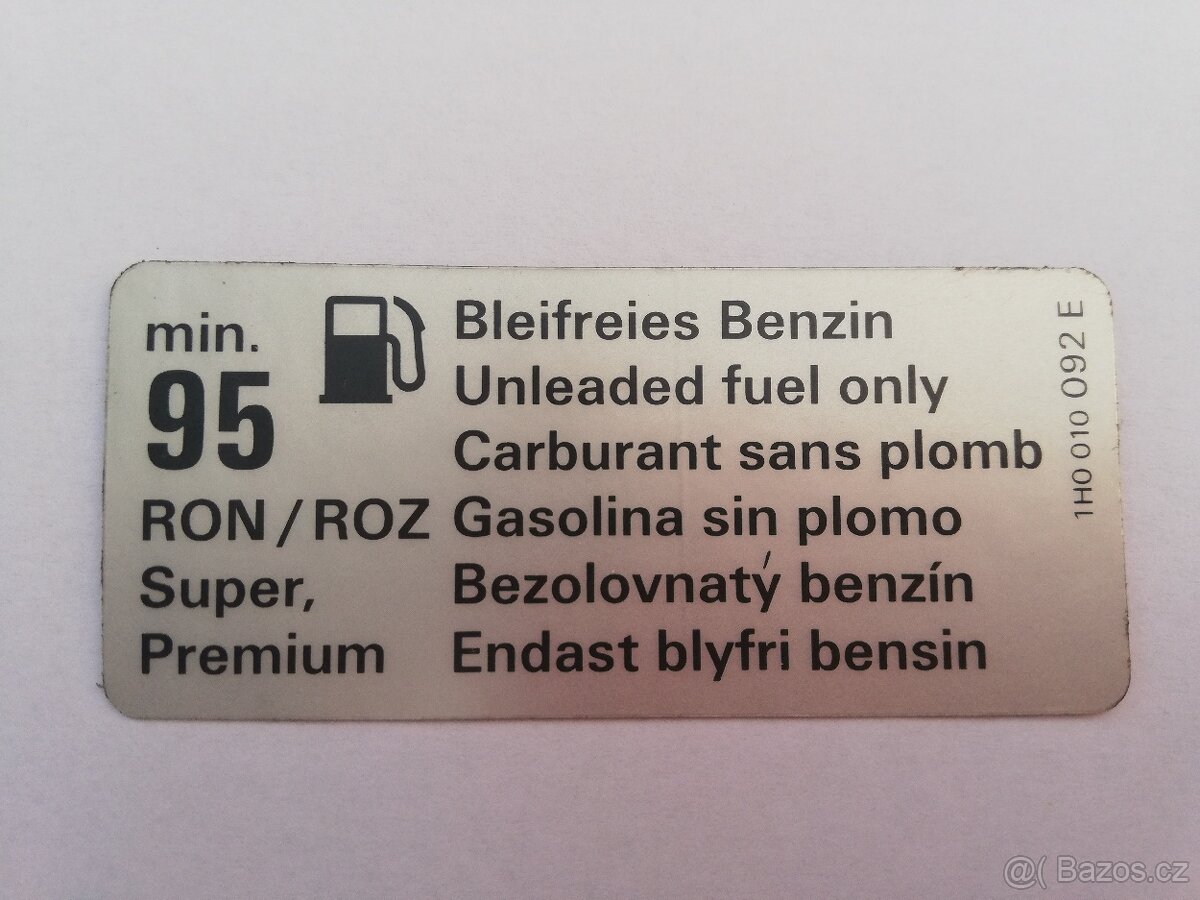 min.
95
RON/ROZ
Super,
Premium
Bleifreies Benzin
Unleaded fuel only
Carburant sans plomb
Gasolina sin plomo
Bezolovnatý benzín
Endast blyfri bensin
1H0 010 092 E
@( Bazos.cz